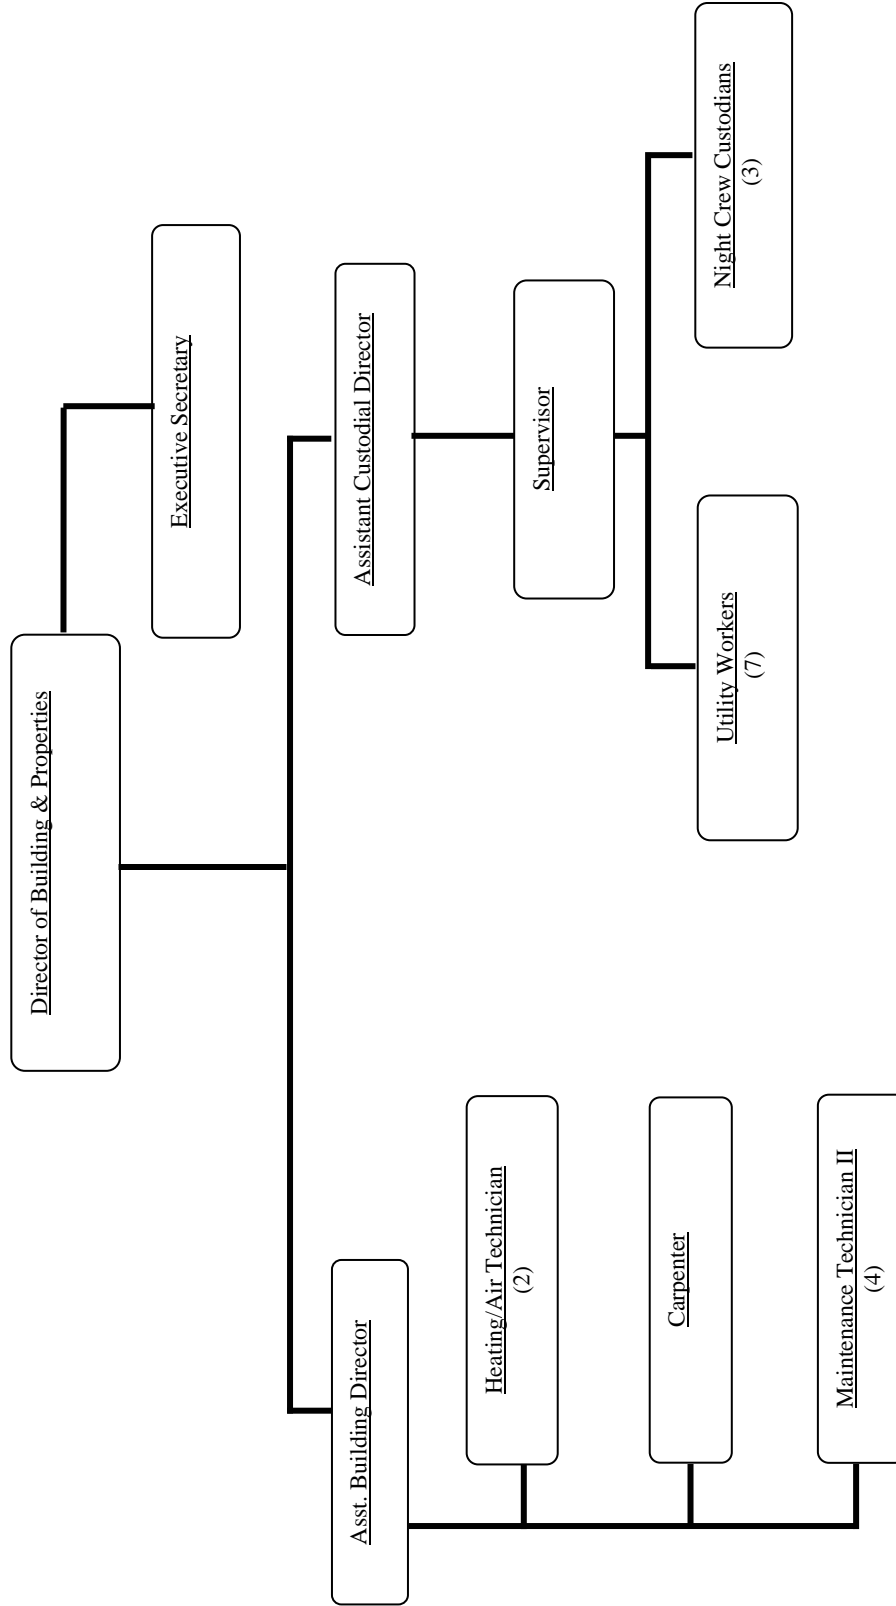 Director of Building & Properties
Executive Secretary
Asst. Building Director
Assistant Custodial Director
Heating/Air Technician
(2)
Supervisor
Carpenter
Utility Workers
(7)
Night Crew Custodians
(3)
Maintenance Technician II
(4)